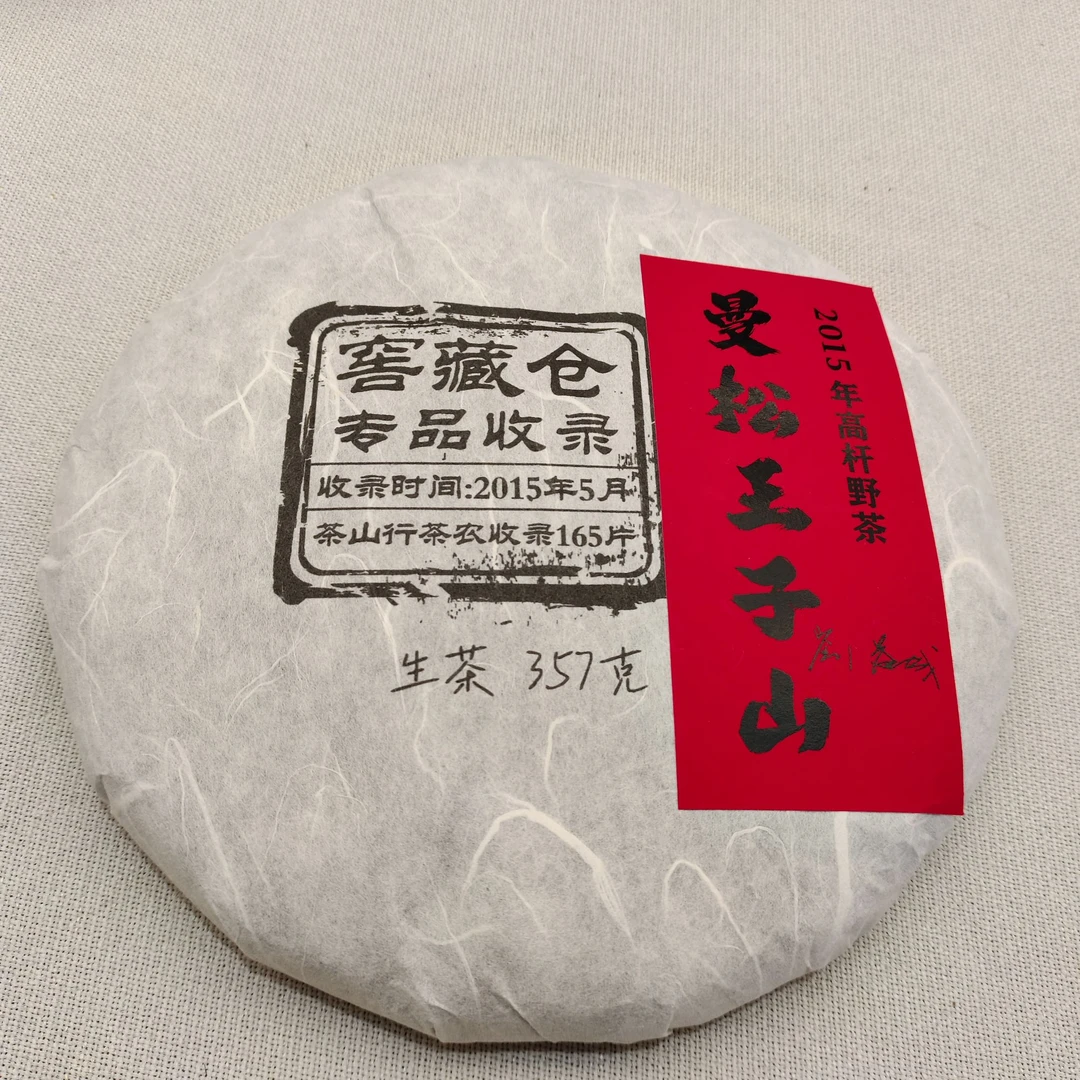 窖藏仓
专品收录
收录时间:2015年5月
茶山行茶农收录165片
生茶 357克
2015年高杆野茶
曼松王子山